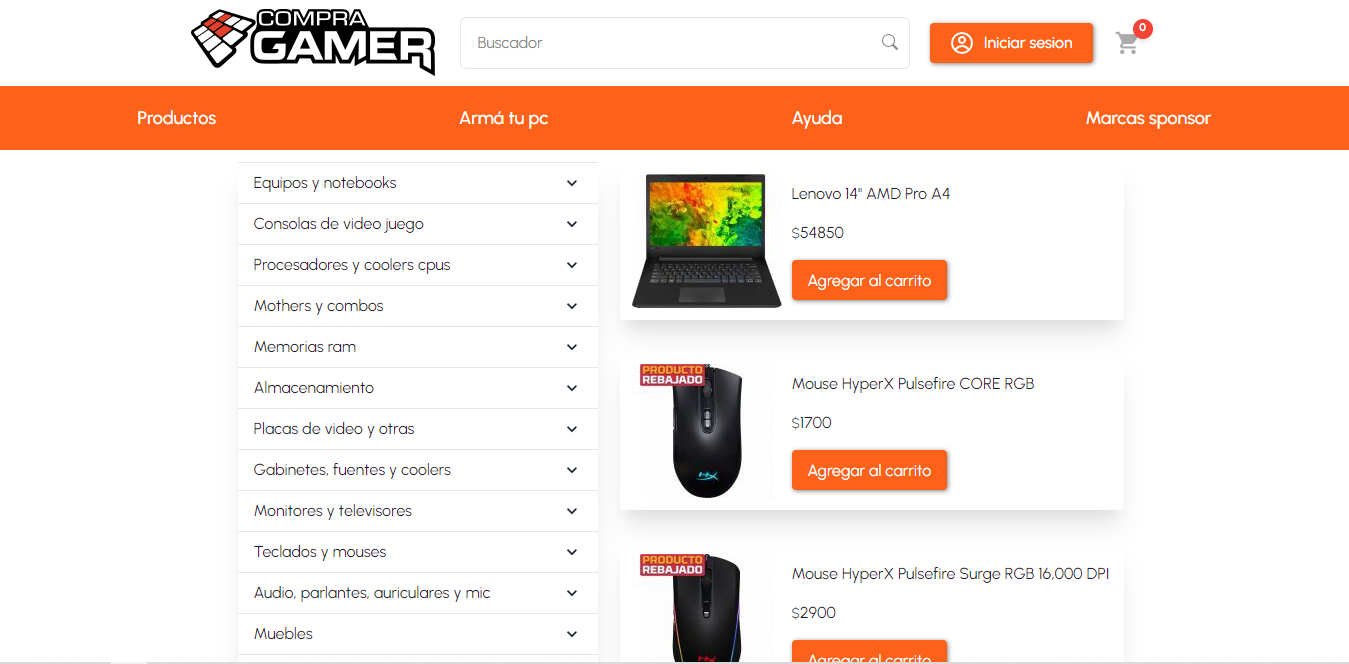 COMPRA
GAMER
Buscador
Iniciar sesion
0
Productos
Armá tu pc
Ayuda
Marcas sponsor
Equipos y notebooks
Consolas de video juego
Procesadores y coolers cpus
Mothers y combos
Memorias ram
Almacenamiento
Placas de video y otras
Gabinetes, fuentes y coolers
Monitores y televisores
Teclados y mouses
Audio, parlantes, auriculares y mic
Muebles
Lenovo 14" AMD Pro A4
$54850
Agregar al carrito
PRODUCTO
REBAJADO
Mouse HyperX Pulsefire CORE RGB
$1700
Agregar al carrito
PRODUCTO
REBAJADO
Mouse HyperX Pulsefire Surge RGB 16,000 DPI
$2900
Agregar al carrito